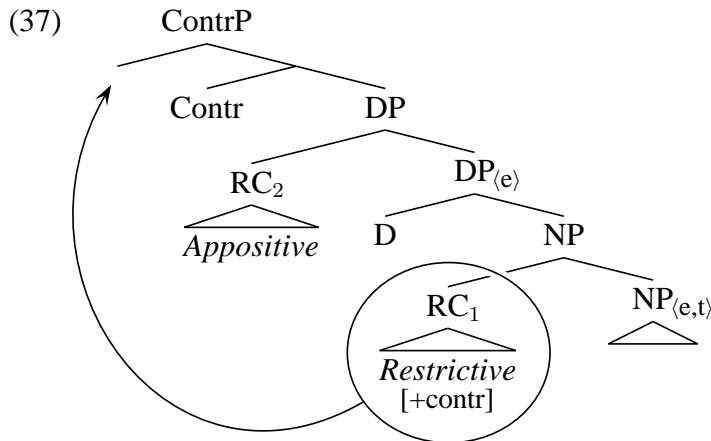 (37) ContrP
Contr DP
RC₂ DP⟨e⟩
Appositive D NP
RC₁ NP⟨e,t⟩
Restrictive
[+contr]